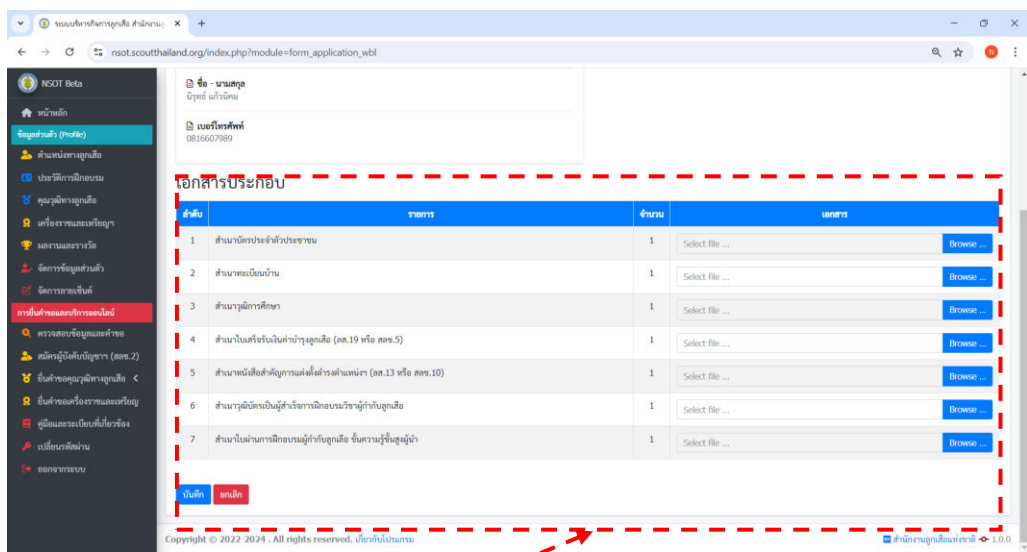 ระบบบริหารกิจการลูกเสือ สำนักงานลู
nsot.scoutthailand.org/index.php?module=form_application_wbl
N
NSOT Beta
หน้าหลัก
ข้อมูลส่วนตัว (Profile)
ตำแหน่งทางลูกเสือ
ประวัติการฝึกอบรม
คุณวุฒิทางลูกเสือ
เครื่องราชและเหรียญฯ
ผลงานและรางวัล
จัดการข้อมูลส่วนตัว
จัดการลายเซ็นต์
การยื่นคำขอและบริการออนไลน์
ตรวจสอบข้อมูลและคำขอ
สมัครผู้บังคับบัญชาฯ (สลช.2)
ยื่นคำขอคุณวุฒิทางลูกเสือ
ยื่นคำขอเครื่องราชและเหรียญ
คู่มือและระเบียบที่เกี่ยวข้อง
เปลี่ยนรหัสผ่าน
ออกจากระบบ
ชื่อ - นามสกุล
นิรุทธ์ แก้วนิคม
เบอร์โทรศัพท์
0816607989
เอกสารประกอบ
ลำดับ รายการ จำนวน เอกสาร
1 สำเนาบัตรประจำตัวประชาชน 1 Select file ... Browse ...
2 สำเนาทะเบียนบ้าน 1 Select file ... Browse ...
3 สำเนาวุฒิการศึกษา 1 Select file ... Browse ...
4 สำเนาใบเสร็จรับเงินค่าบำรุงลูกเสือ (ลส.19 หรือ สลช.5) 1 Select file ... Browse ...
5 สำเนาหนังสือสำคัญการแต่งตั้งดำรงตำแหน่งฯ (ลส.13 หรือ สลช.10) 1 Select file ... Browse ...
6 สำเนาวุฒิบัตรเป็นผู้สำเร็จการฝึกอบรมวิชาผู้กำกับลูกเสือ 1 Select file ... Browse ...
7 สำเนาใบผ่านการฝึกอบรมผู้กำกับลูกเสือ ขั้นความรู้ชั้นสูงผู้นำ 1 Select file ... Browse ...
บันทึก ยกเลิก
Copyright © 2022-2024 . All rights reserved. เกี่ยวกับโปรแกรม
สำนักงานลูกเสือแห่งชาติ 1.0.0